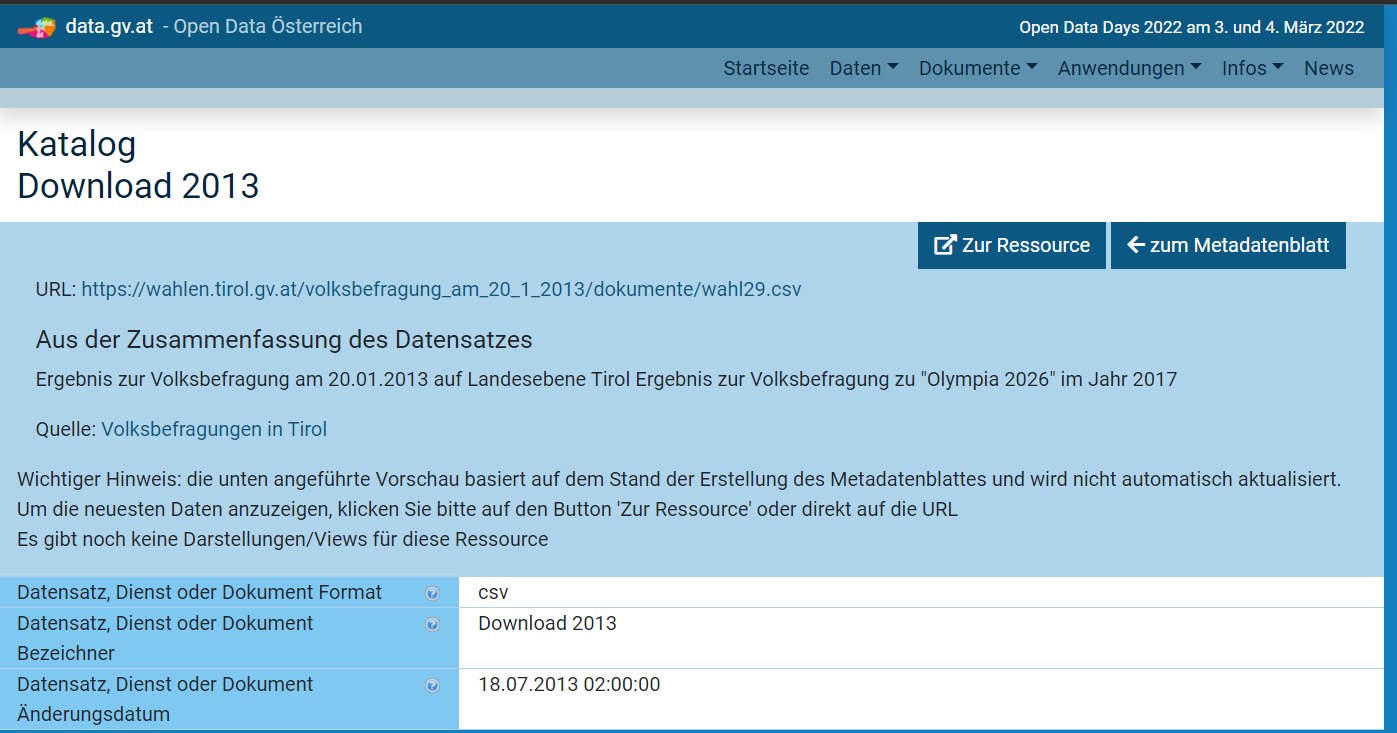 data.gv.at - Open Data Österreich
Open Data Days 2022 am 3. und 4. März 2022
Startseite Daten Dokumente Anwendungen Infos News
Katalog
Download 2013
Zur Ressource zum Metadatenblatt
URL: https://wahlen.tirol.gv.at/volksbefragung_am_20_1_2013/dokumente/wahl29.csv
Aus der Zusammenfassung des Datensatzes
Ergebnis zur Volksbefragung am 20.01.2013 auf Landesebene Tirol Ergebnis zur Volksbefragung zu "Olympia 2026" im Jahr 2017
Quelle: Volksbefragungen in Tirol
Wichtiger Hinweis: die unten angeführte Vorschau basiert auf dem Stand der Erstellung des Metadatenblattes und wird nicht automatisch aktualisiert.
Um die neuesten Daten anzuzeigen, klicken Sie bitte auf den Button 'Zur Ressource' oder direkt auf die URL
Es gibt noch keine Darstellungen/Views für diese Ressource
Datensatz, Dienst oder Dokument Format ? csv
Datensatz, Dienst oder Dokument ? Download 2013
Bezeichner
Datensatz, Dienst oder Dokument ? 18.07.2013 02:00:00
Änderungsdatum